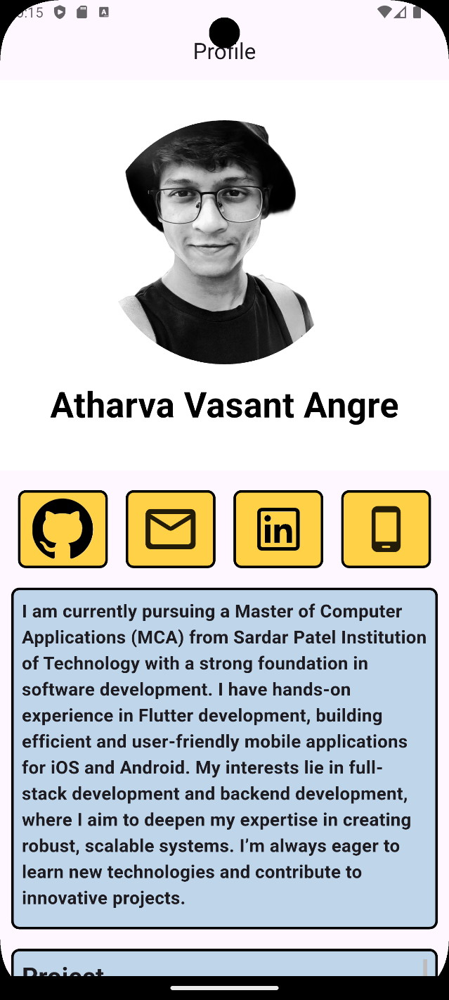 :15
Profile
Atharva Vasant Angre
in
I am currently pursuing a Master of Computer
Applications (MCA) from Sardar Patel Institution
of Technology with a strong foundation in
software development. I have hands-on
experience in Flutter development, building
efficient and user-friendly mobile applications
for iOS and Android. My interests lie in full-
stack development and backend development,
where I aim to deepen my expertise in creating
robust, scalable systems. I’m always eager to
learn new technologies and contribute to
innovative projects.
Project